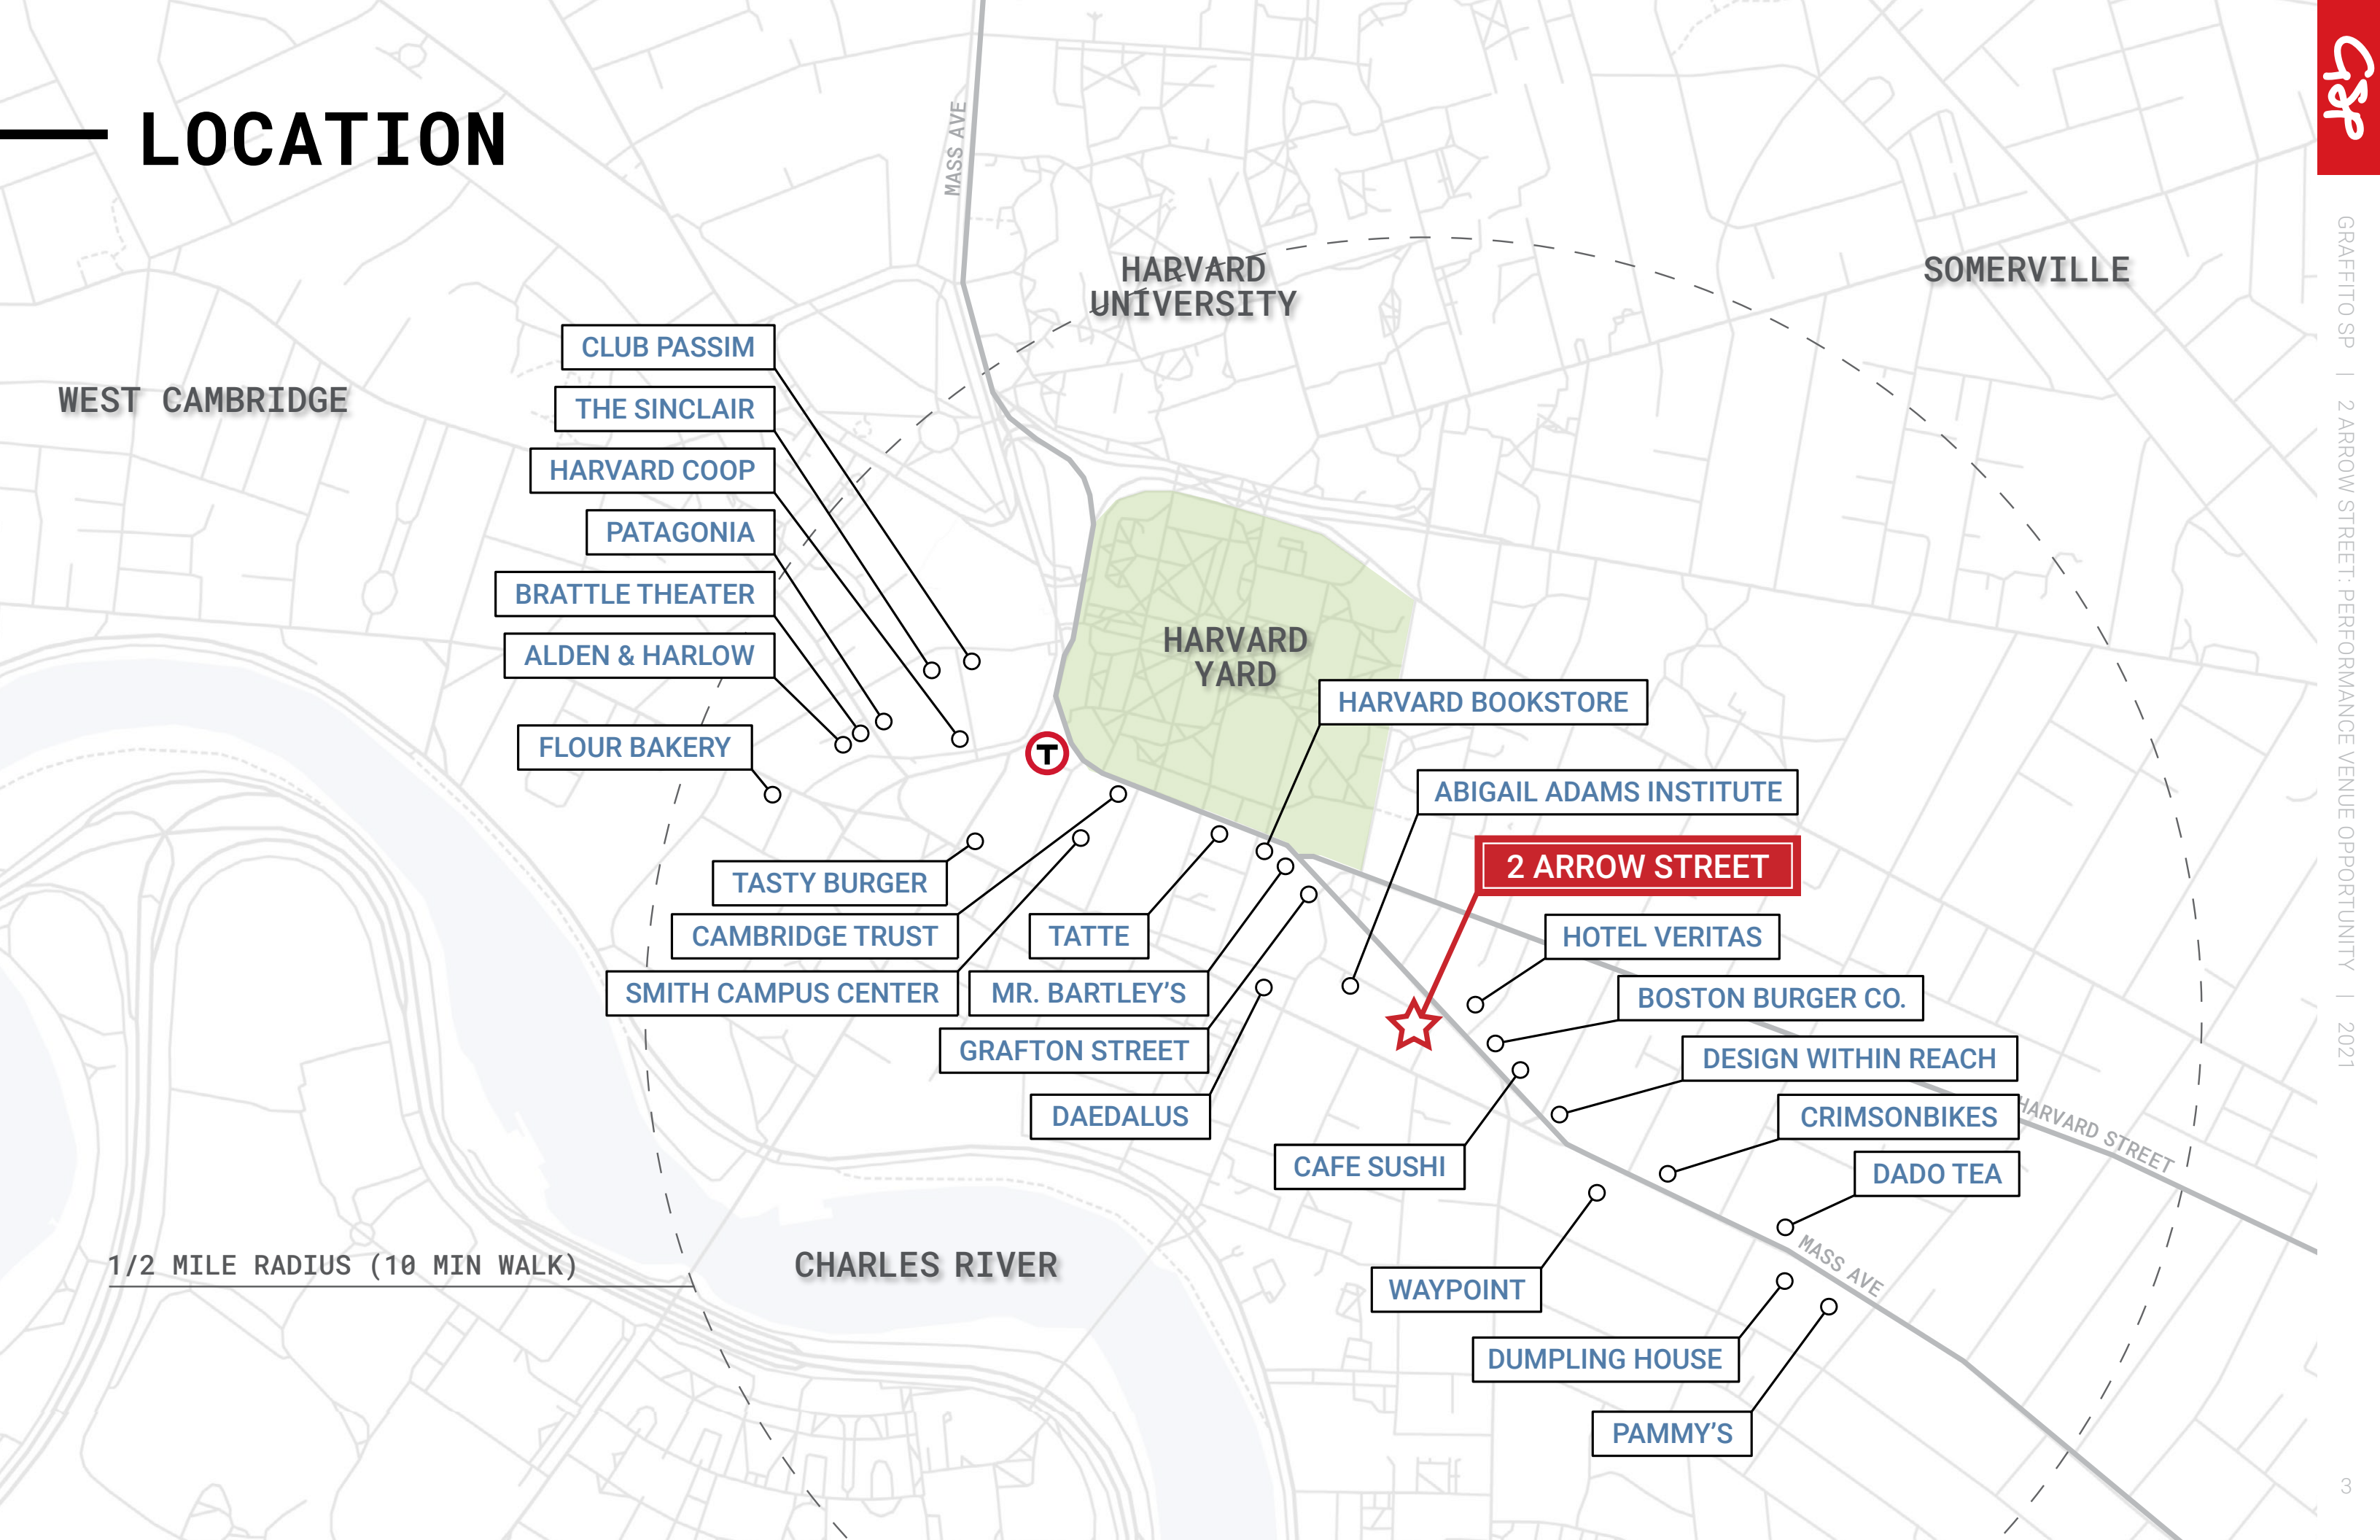 LOCATION
MASS AVE
HARVARD
UNIVERSITY
SOMERVILLE
WEST CAMBRIDGE
CLUB PASSIM
THE SINCLAIR
HARVARD COOP
PATAGONIA
BRATTLE THEATER
ALDEN & HARLOW
FLOUR BAKERY
HARVARD
YARD
T
HARVARD BOOKSTORE
ABIGAIL ADAMS INSTITUTE
2 ARROW STREET
TASTY BURGER
CAMBRIDGE TRUST
TATTE
HOTEL VERITAS
SMITH CAMPUS CENTER
MR. BARTLEY’S
BOSTON BURGER CO.
GRAFTON STREET
DESIGN WITHIN REACH
DAEDALUS
CRIMSONBIKES
HARVARD STREET
CAFE SUSHI
DADO TEA
MASS AVE
WAYPOINT
1/2 MILE RADIUS (10 MIN WALK)
CHARLES RIVER
DUMPLING HOUSE
PAMMY’S
GSP
GRAFFITO SP | 2 ARROW STREET: PERFORMANCE VENUE OPPORTUNITY | 2021
3